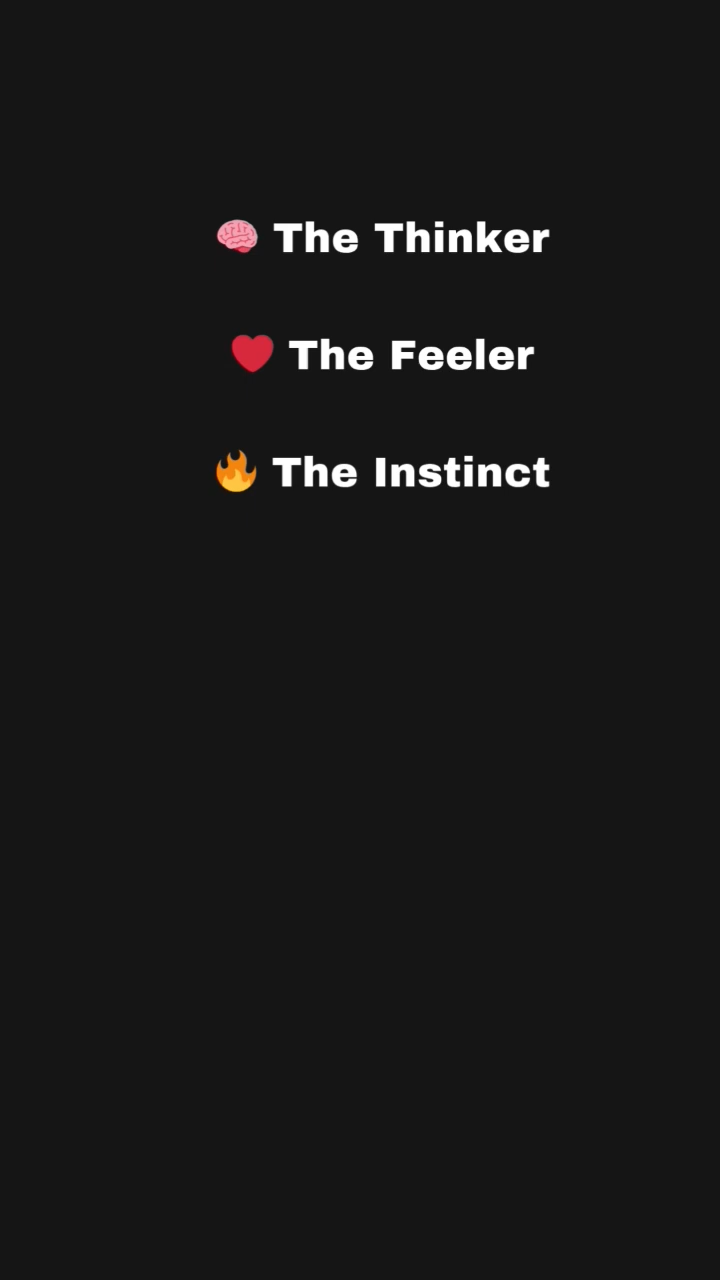 🧠 The Thinker
❤️ The Feeler
🔥 The Instinct